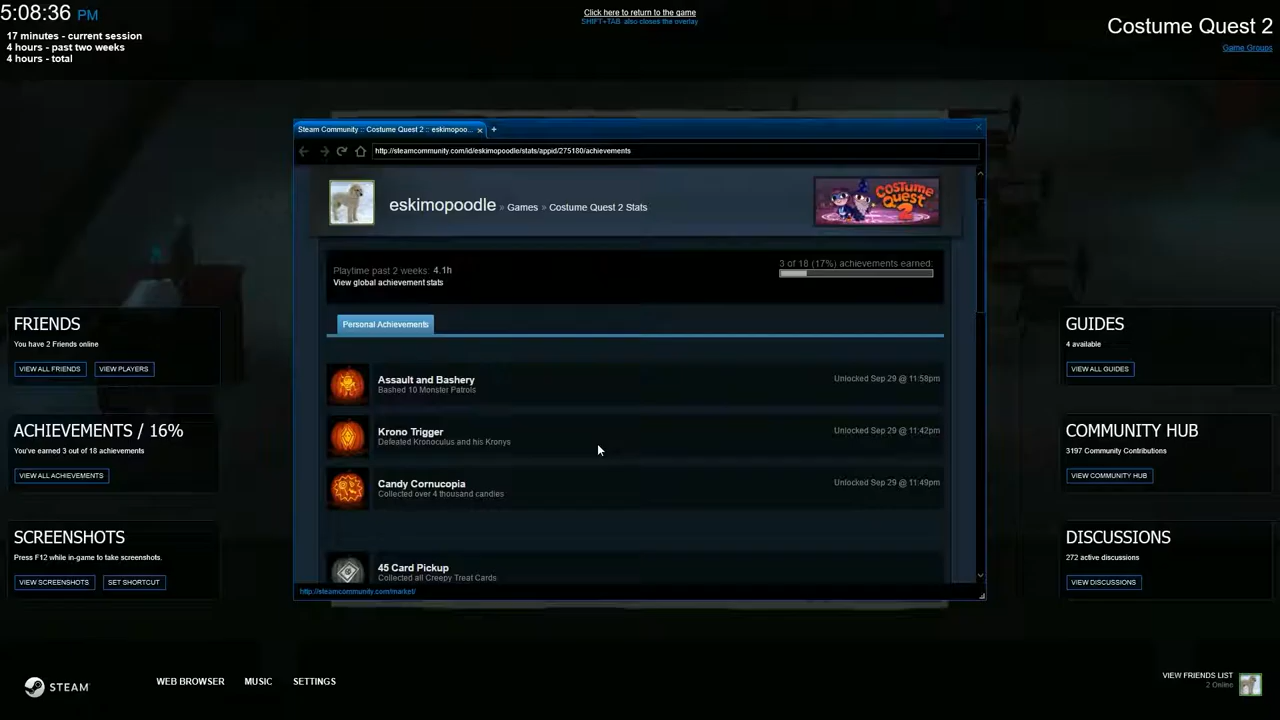 5:08:36 PM
17 minutes - current session
4 hours - past two weeks
4 hours - total
Click here to return to the game
SHIFT+TAB also closes the overlay
Costume Quest 2
Game Groups
Steam Community :: Costume Quest 2 :: eskimopoo...
http://steamcommunity.com/id/eskimopoodle/stats/appid/275180/achievements
eskimopoodle » Games » Costume Quest 2 Stats
COSTUME QUEST 2
Playtime past 2 weeks: 4.1h
View global achievement stats
3 of 18 (17%) achievements earned:
Personal Achievements
Assault and Bashery
Bashed 10 Monster Patrols
Unlocked Sep 29 @ 11:58pm
Krono Trigger
Defeated Kronoculus and his Kronys
Unlocked Sep 29 @ 11:42pm
Candy Cornucopia
Collected over 4 thousand candies
Unlocked Sep 29 @ 11:49pm
45 Card Pickup
Collected all Creepy Treat Cards
http://steamcommunity.com/market/
FRIENDS
You have 2 Friends online
VIEW ALL FRIENDS
VIEW PLAYERS
ACHIEVEMENTS / 16%
You've earned 3 out of 18 achievements
VIEW ALL ACHIEVEMENTS
SCREENSHOTS
Press F12 while in-game to take screenshots.
VIEW SCREENSHOTS
SET SHORTCUT
GUIDES
4 available
VIEW ALL GUIDES
COMMUNITY HUB
3197 Community Contributions
VIEW COMMUNITY HUB
DISCUSSIONS
272 active discussions
VIEW DISCUSSIONS
STEAM
WEB BROWSER
MUSIC
SETTINGS
VIEW FRIENDS LIST
2 Online